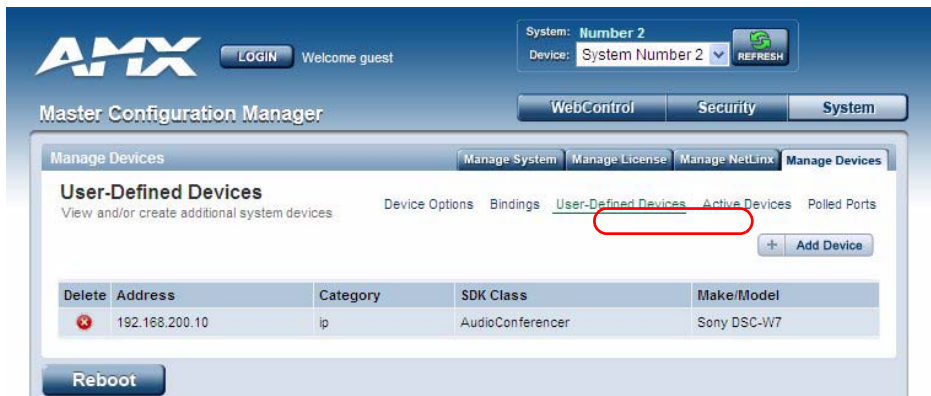 System: Number 2
AMX LOGIN Welcome guest Device: System Number 2 REFRESH
Master Configuration Manager WebControl Security System
Manage Devices Manage System Manage License Manage NetLinx Manage Devices
User-Defined Devices
View and/or create additional system devices Device Options Bindings User-Defined Devices Active Devices Polled Ports
+ Add Device
Delete Address Category SDK Class Make/Model
192.168.200.10 ip AudioConferencer Sony DSC-W7
Reboot